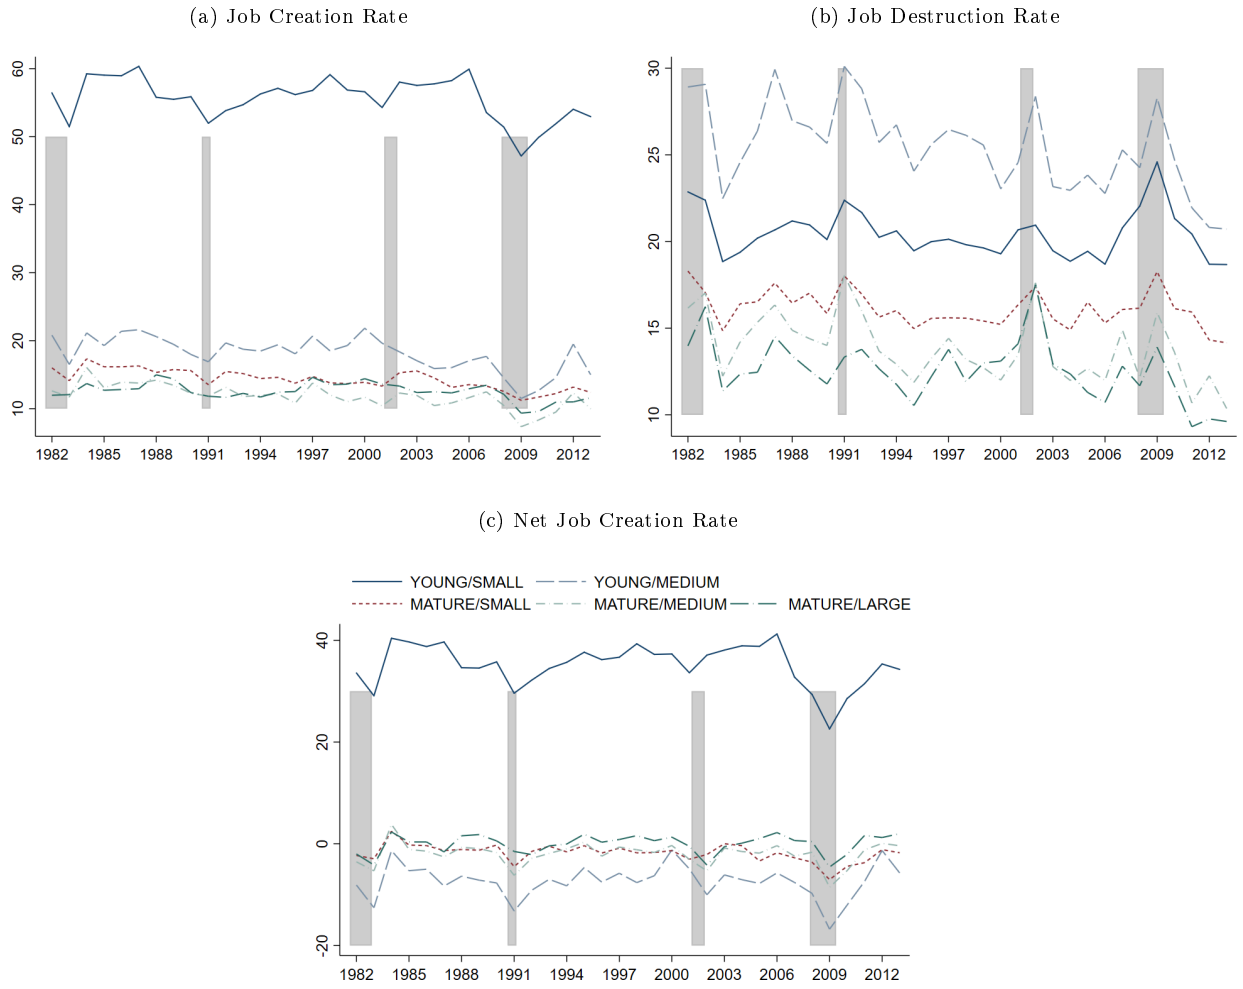 (a) Job Creation Rate
60
50
40
30
20
10
1982 1985 1988 1991 1994 1997 2000 2003 2006 2009 2012
(b) Job Destruction Rate
30
25
20
15
10
1982 1985 1988 1991 1994 1997 2000 2003 2006 2009 2012
(c) Net Job Creation Rate
YOUNG/SMALL YOUNG/MEDIUM
MATURE/SMALL MATURE/MEDIUM MATURE/LARGE
40
20
0
-20
1982 1985 1988 1991 1994 1997 2000 2003 2006 2009 2012